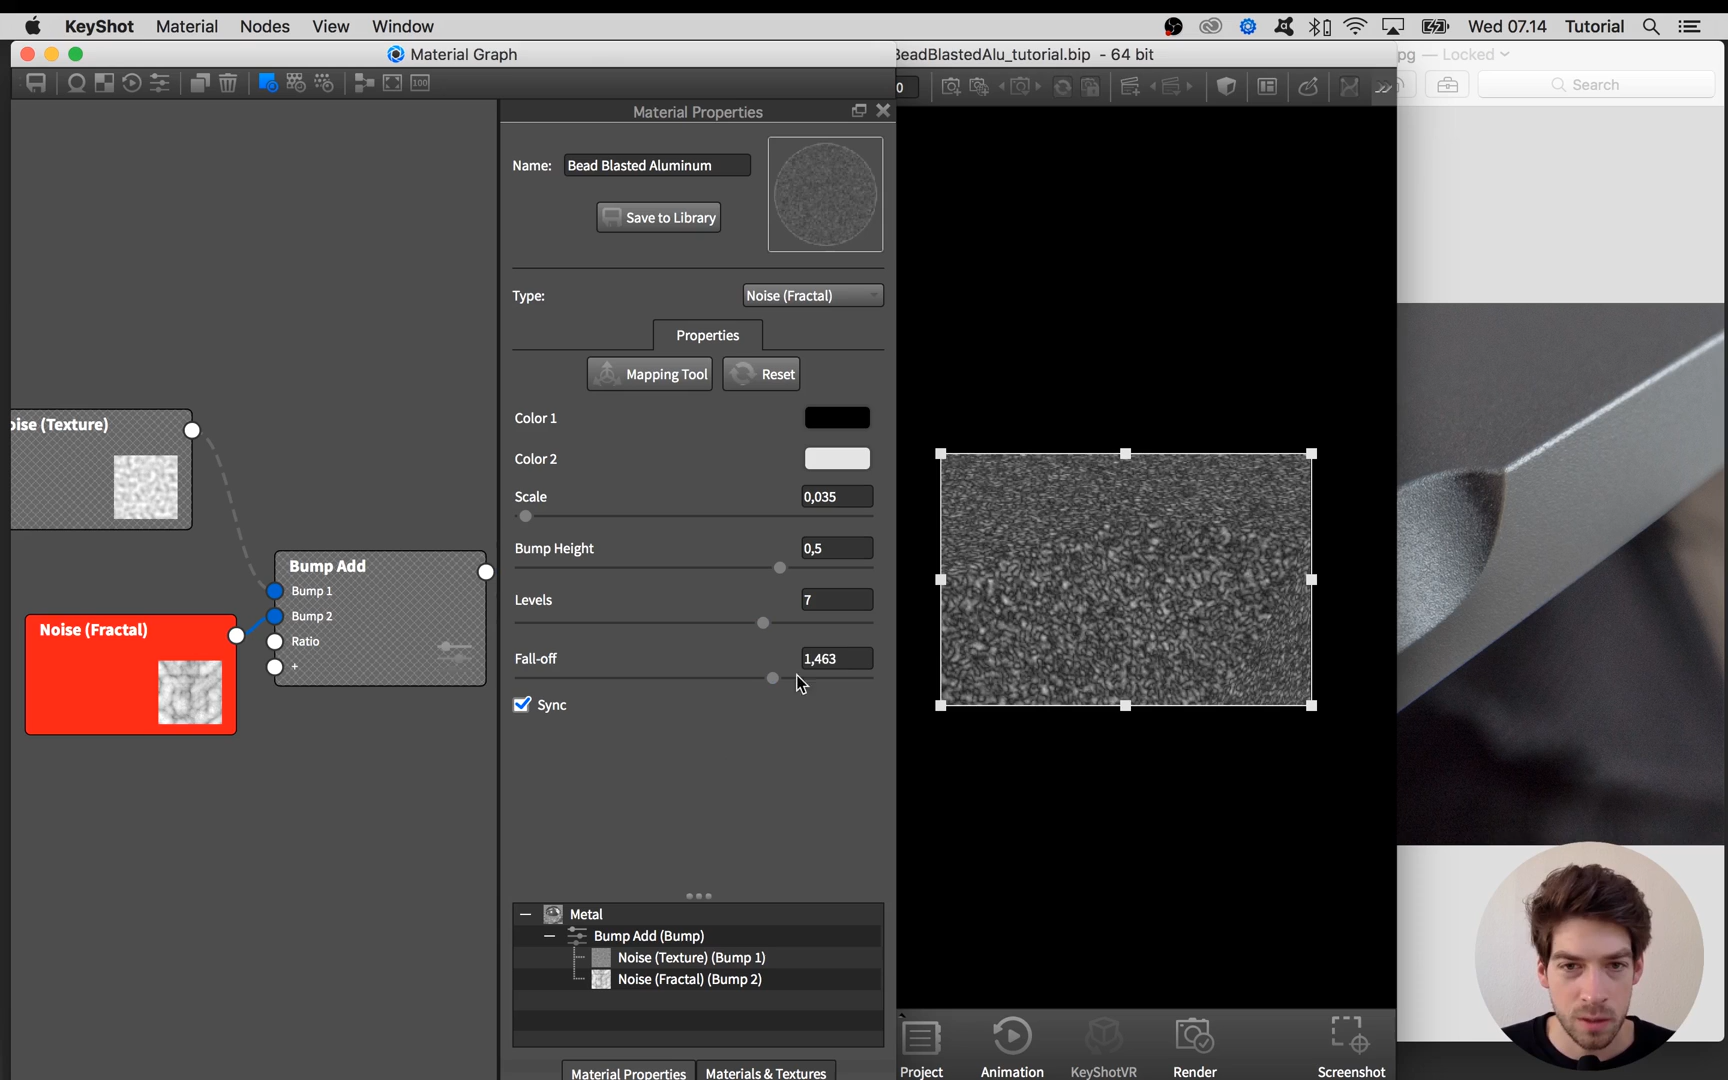 KeyShot Material Nodes View Window Wed 07.14 Tutorial
Material Graph
BeadBlastedAlu_tutorial.bip - 64 bit
pg — Locked
Search
100
0
Material Properties
Name: Bead Blasted Aluminum
Save to Library
Type: Noise (Fractal)
Properties
Mapping Tool Reset
Color 1
Color 2
Scale 0,035
Bump Height 0,5
Levels 7
Fall-off 1,463
Sync
oise (Texture)
Bump Add
Bump 1
Bump 2
Ratio
+
Noise (Fractal)
Metal
Bump Add (Bump)
Noise (Texture) (Bump 1)
Noise (Fractal) (Bump 2)
Material Properties Materials & Textures
Project Animation KeyShotVR Render Screenshot